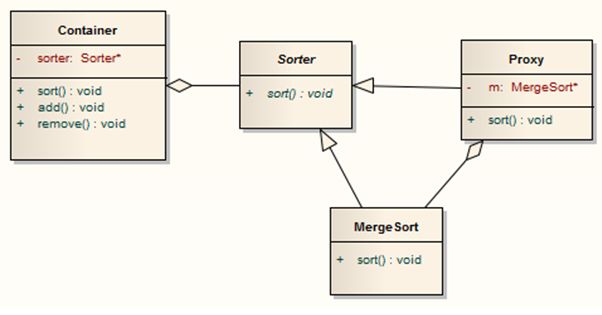 Container
- sorter: Sorter*
+ sort() : void
+ add() : void
+ remove() : void
Sorter
+ sort() : void
Proxy
- m: MergeSort*
+ sort() : void
MergeSort
+ sort() : void